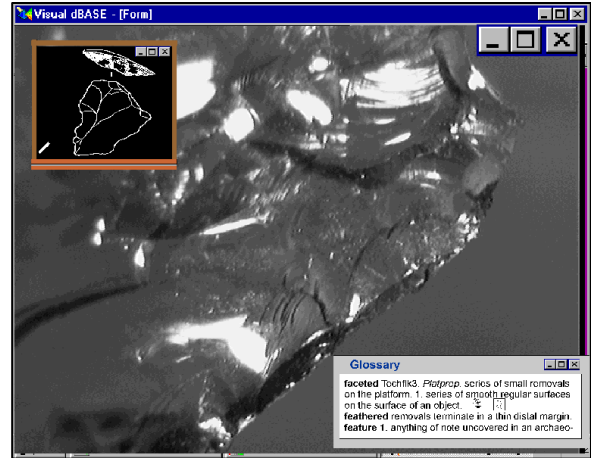 Visual dBASE - [Form]
Glossary
faceted Tochfik3. Platprep. series of small removals
on the platform. 1. series of smooth regular surfaces
on the surface of an object.
feathered removals terminate in a thin distal margin.
feature 1. anything of note uncovered in an archaeo-